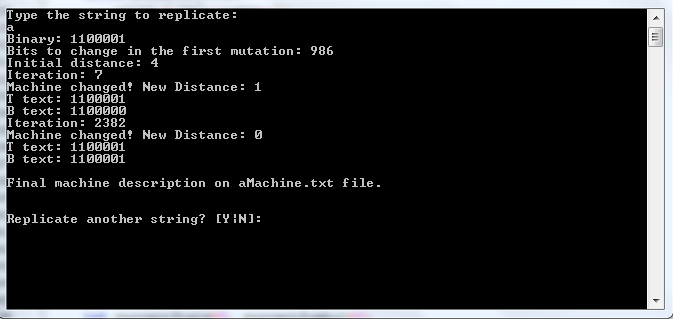 Type the string to replicate:
a
Binary: 1100001
Bits to change in the first mutation: 986
Initial distance: 4
Iteration: 7
Machine changed! New Distance: 1
T text: 1100001
B text: 1100000
Iteration: 2382
Machine changed! New Distance: 0
T text: 1100001
B text: 1100001
Final machine description on aMachine.txt file.
Replicate another string? [Y¦N]: